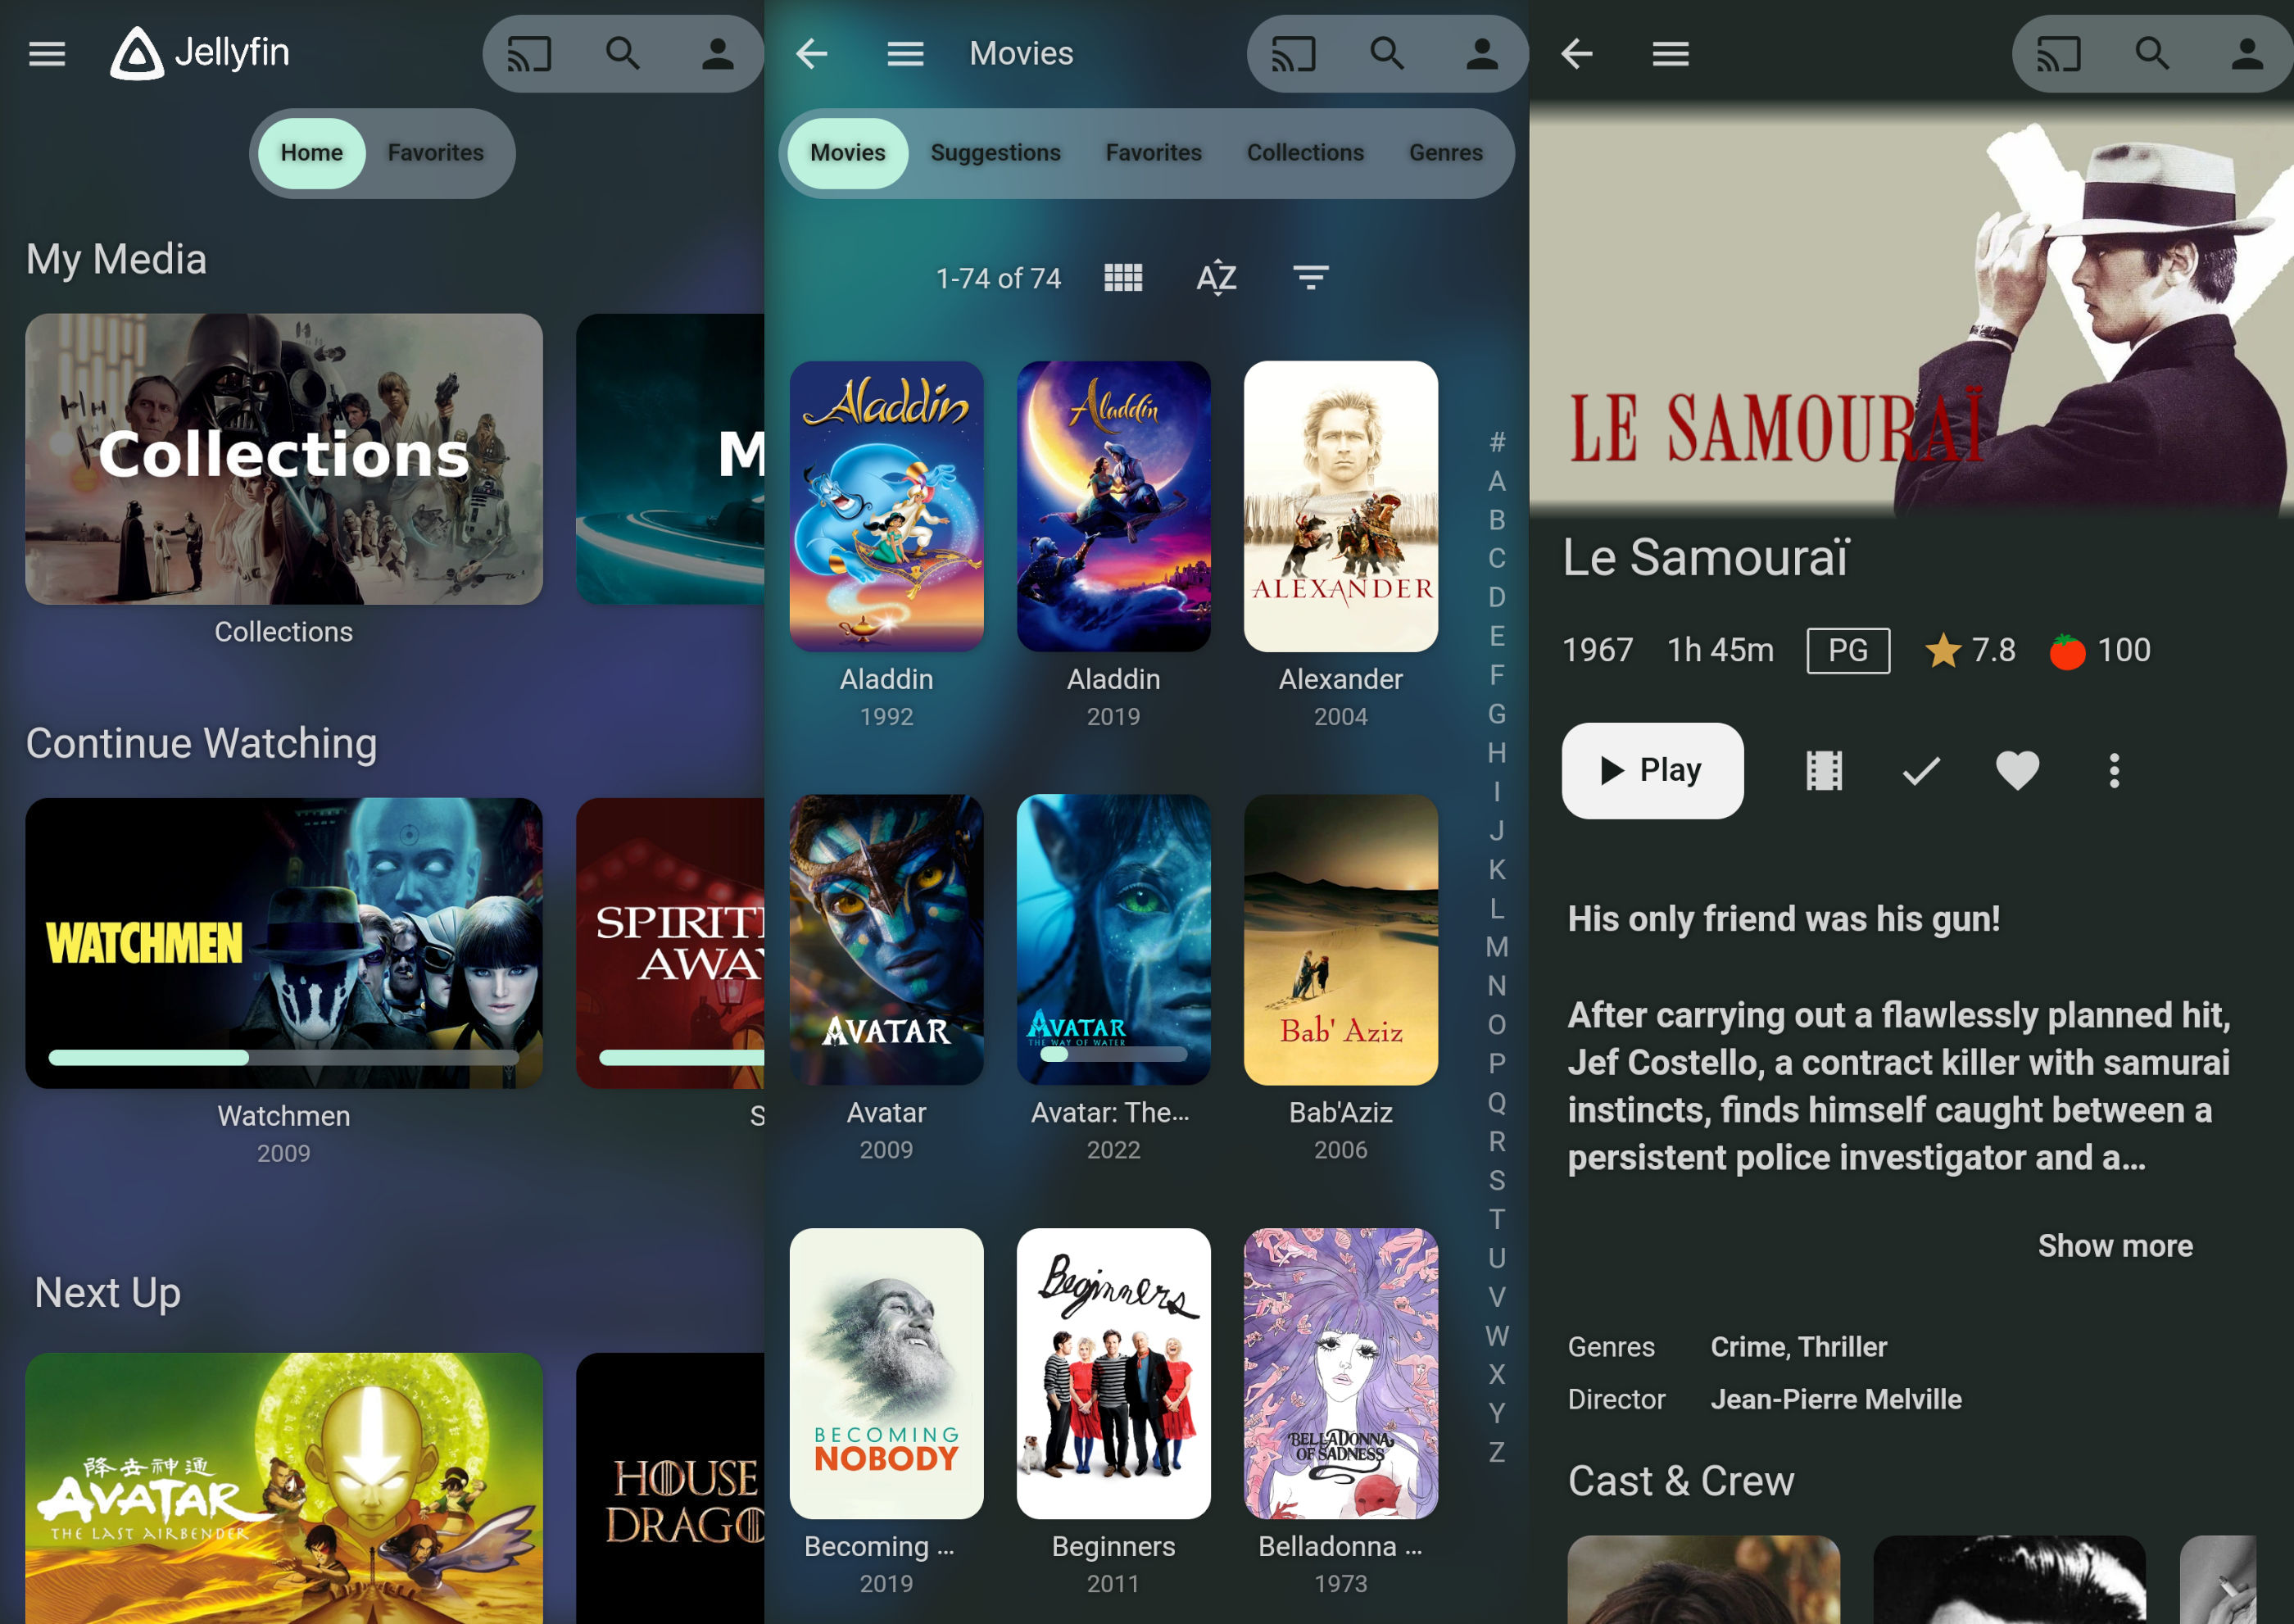 Jellyfin
Home
Favorites
My Media
Collections
M
Collections
Continue Watching
WATCHMEN
SPIRIT
AWAY
Watchmen
2009
S
Next Up
降去神通
AVATAR
THE LAST AIRBENDER
HOUSE
DRAGO
Movies
Movies
Suggestions
Favorites
Collections
Genres
1-74 of 74
AZ
Aladdin
Aladdin
ALEXANDER
Aladdin
1992
Aladdin
2019
Alexander
2004
AVATAR
AVATAR
THE WAY OF WATER
Bab' Aziz
Avatar
2009
Avatar: The...
2022
Bab'Aziz
2006
BECOMING
NOBODY
Beginners
BELLADONNA
OF SADNESS
Becoming ...
2019
Beginners
2011
Belladonna ...
1973
#
A
B
C
D
E
F
G
H
I
J
K
L
M
N
O
P
Q
R
S
T
U
V
W
X
Y
Z
LE SAMOURAÏ
Le Samouraï
1967 1h 45m PG 7.8 100
Play
His only friend was his gun!
After carrying out a flawlessly planned hit,
Jef Costello, a contract killer with samurai
instincts, finds himself caught between a
persistent police investigator and a...
Show more
Genres Crime, Thriller
Director Jean-Pierre Melville
Cast & Crew